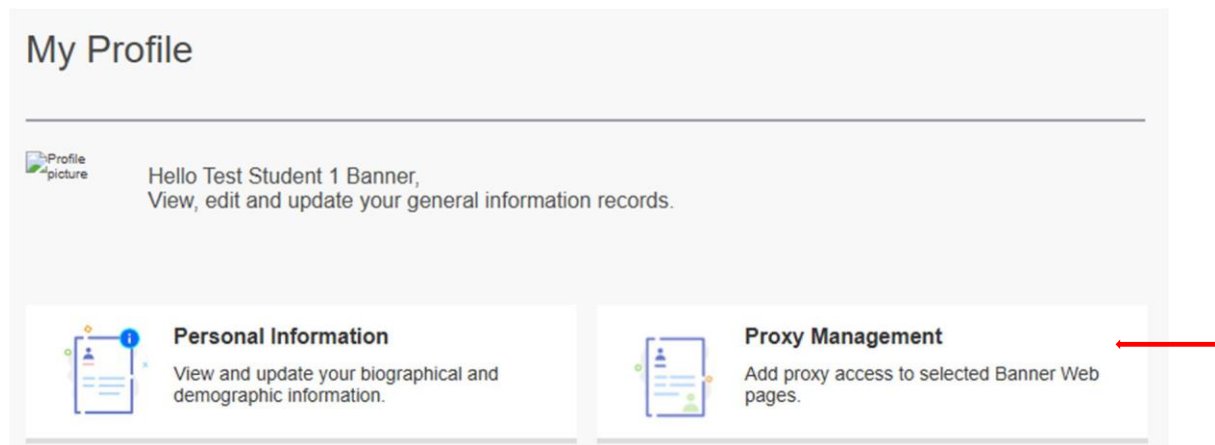 My Profile
Profile
picture
Hello Test Student 1 Banner,
View, edit and update your general information records.
Personal Information
View and update your biographical and
demographic information.
Proxy Management
Add proxy access to selected Banner Web
pages.